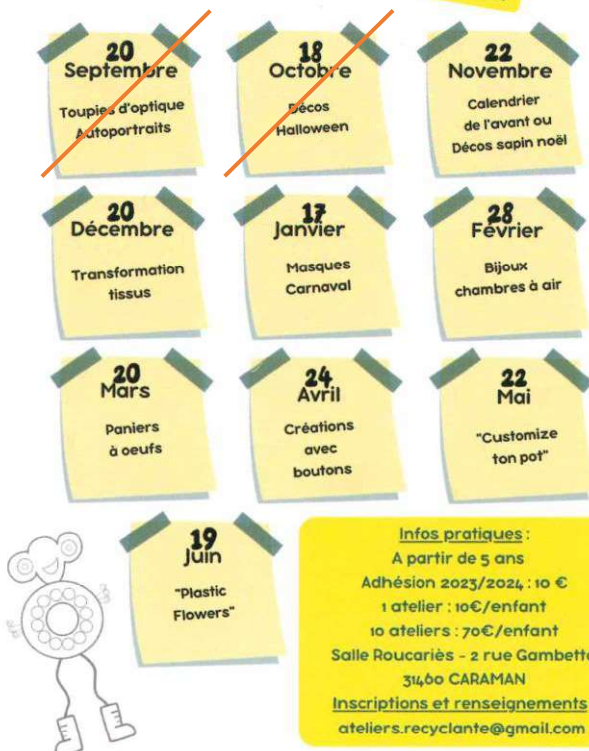 20
Septembre
Toupies d'optique
Autoportraits
18
Octobre
Décos
Halloween
22
Novembre
Calendrier
de l'avant ou
Décos sapin noël
20
Décembre
Transformation
tissus
17
Janvier
Masques
Carnaval
28
Février
Bijoux
chambres à air
20
Mars
Paniers
à oeufs
24
Avril
Créations
avec
boutons
22
Mai
"Customize
ton pot"
19
Juin
"Plastic
Flowers"
Infos pratiques :
A partir de 5 ans
Adhésion 2023/2024 : 10 €
1 atelier : 10€/enfant
10 ateliers : 70€/enfant
Salle Roucariès - 2 rue Gambett
31460 CARAMAN
Inscriptions et renseignements
ateliers.recyclante@gmail.com